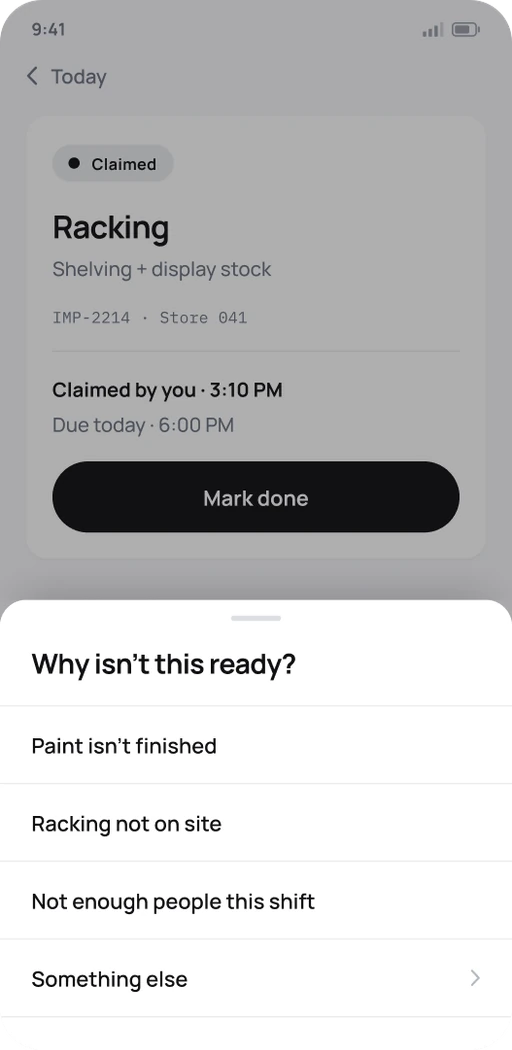 9:41
Today
Claimed
Racking
Shelving + display stock
IMP-2214 · Store 041
Claimed by you · 3:10 PM
Due today · 6:00 PM
Mark done
Why isn’t this ready?
Paint isn’t finished
Racking not on site
Not enough people this shift
Something else